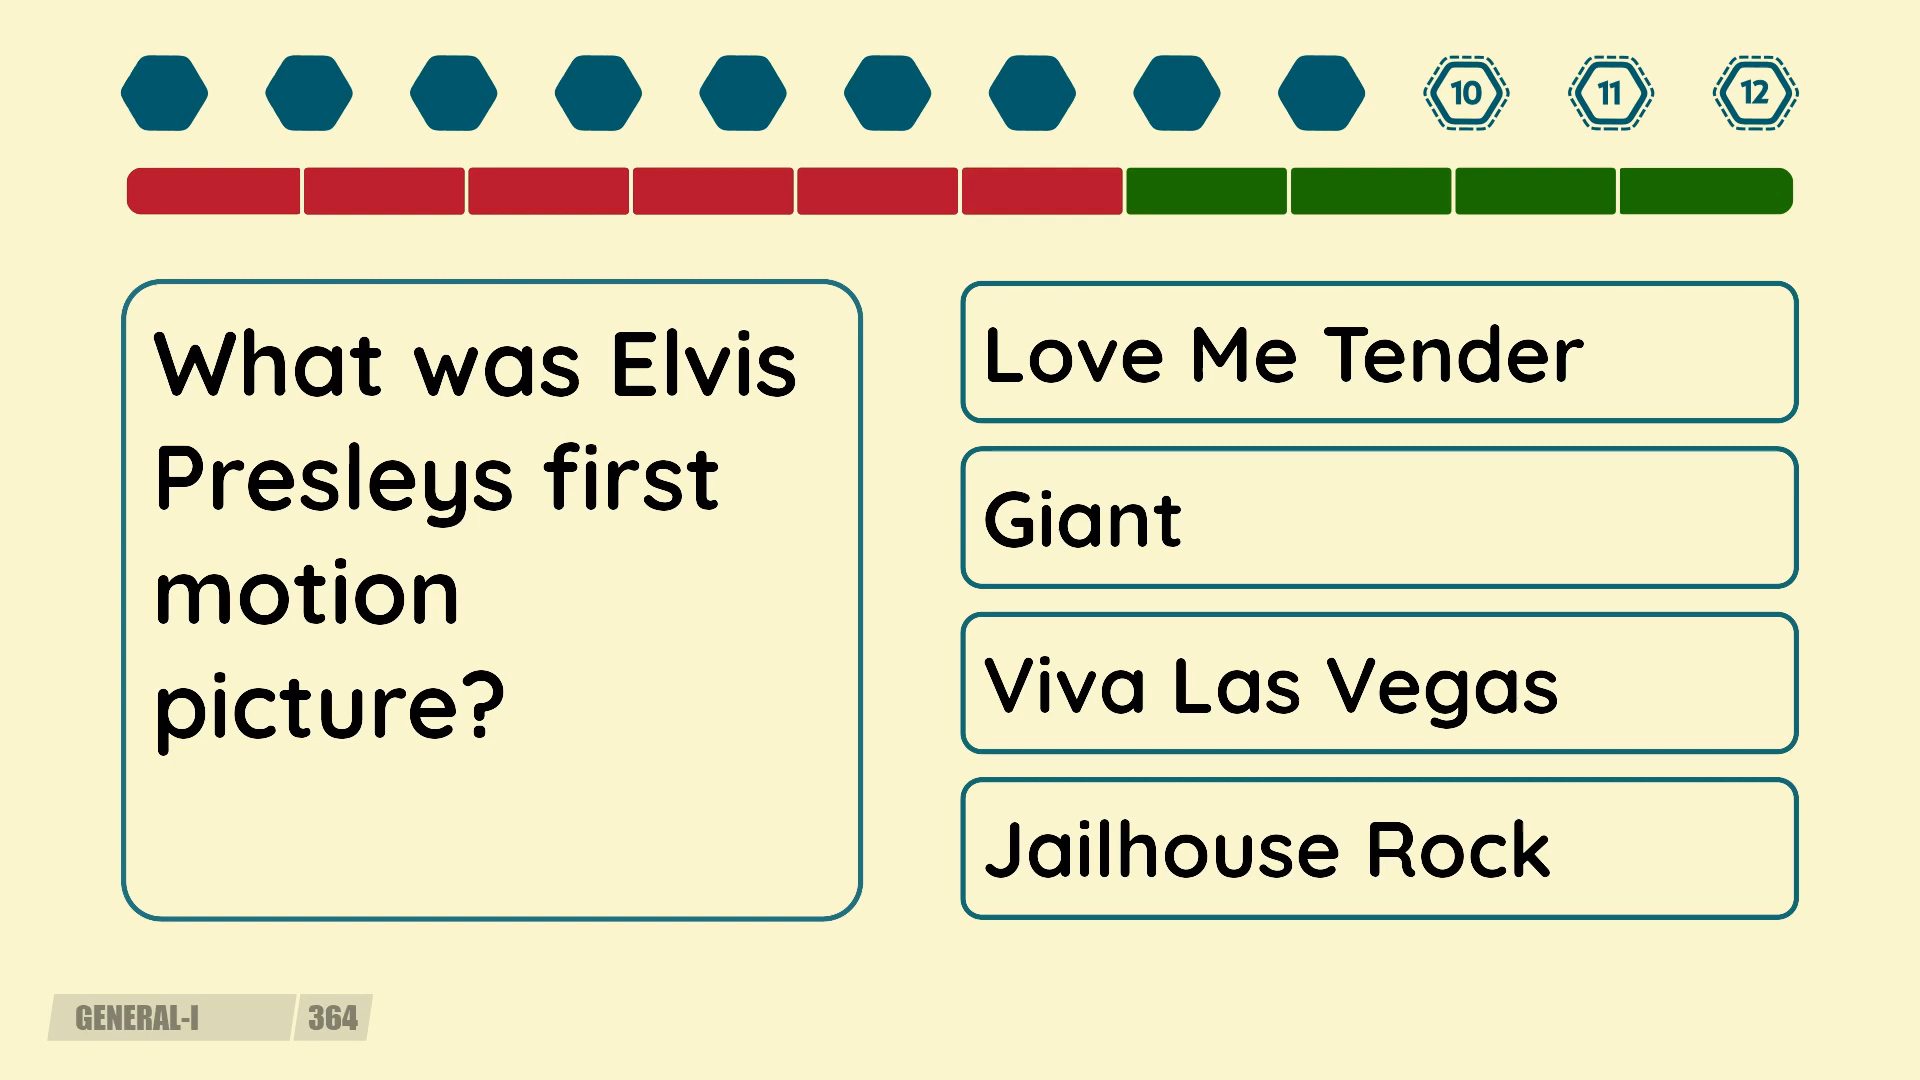 10 11 12
What was Elvis
Presleys first
motion
picture?
Love Me Tender
Giant
Viva Las Vegas
Jailhouse Rock
GENERAL-I 364